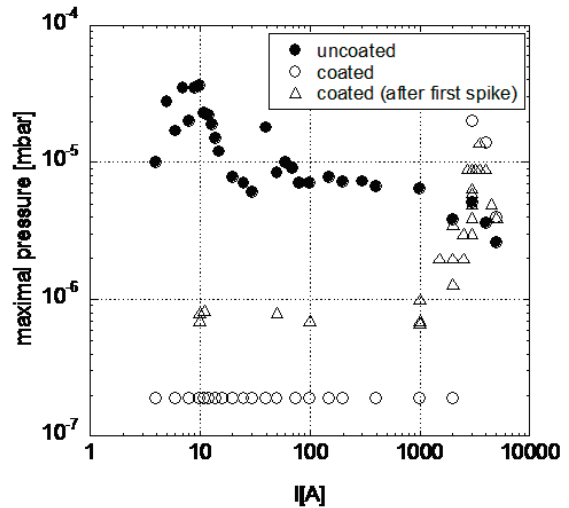 10^-4
uncoated
coated
coated (after first spike)
10^-5
maximal pressure [mbar]
10^-6
10^-7
1 10 100 1000 10000
I[A]